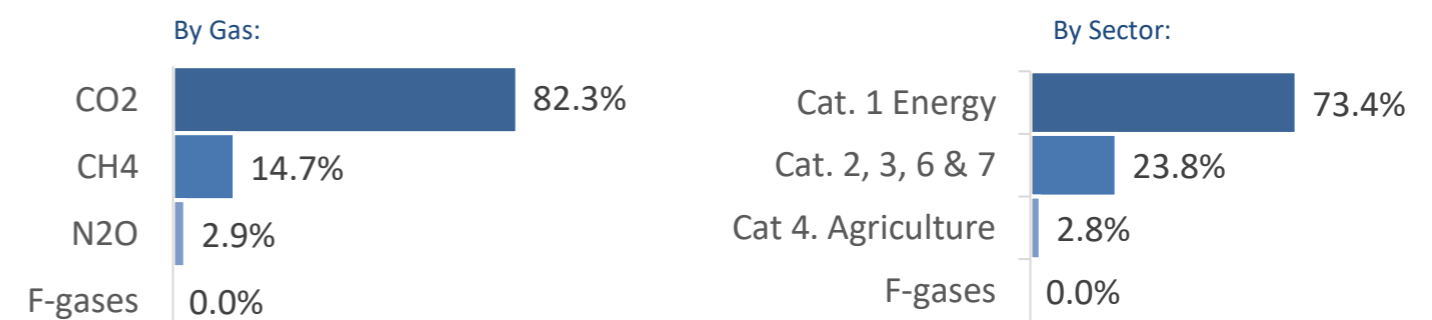 By Gas:
CO2 82.3%
CH4 14.7%
N2O 2.9%
F-gases 0.0%
By Sector:
Cat. 1 Energy 73.4%
Cat. 2, 3, 6 & 7 23.8%
Cat 4. Agriculture 2.8%
F-gases 0.0%